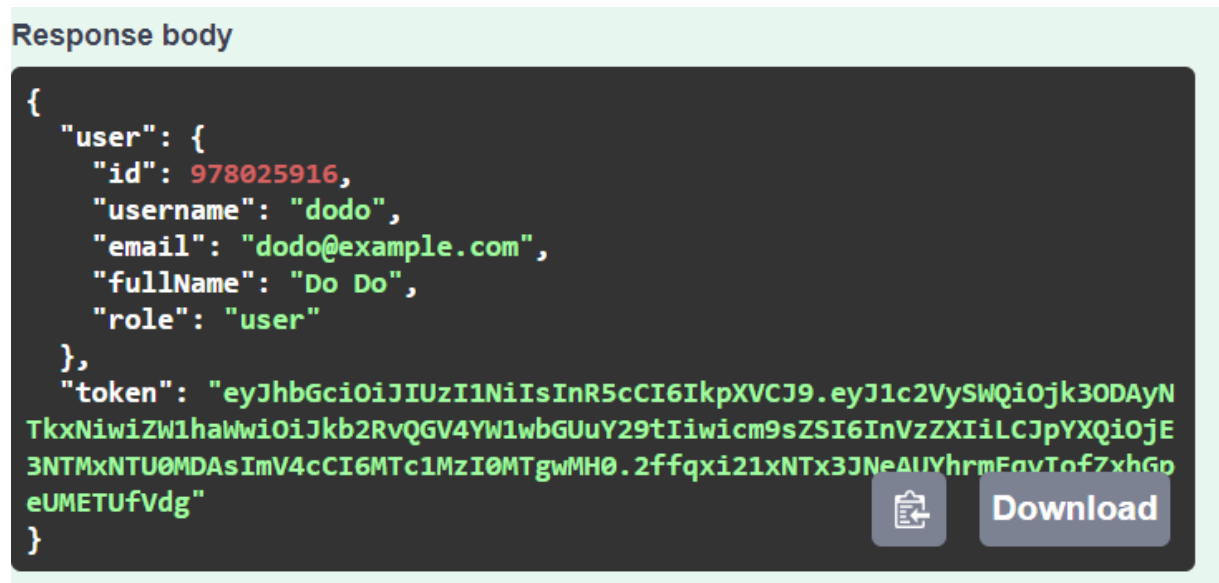 Response body
{
"user": {
"id": 978025916,
"username": "dodo",
"email": "dodo@example.com",
"fullName": "Do Do",
"role": "user"
},
"token": "eyJhbGciOiJIUzI1NiIsInR5cCI6IkpXVCJ9.eyJ1c2VySWQiOjk3ODAyN
TkxNiwiZW1haWwiOiJkb2RvQGV4YW1wbGUuY29tIiwicm9sZSI6InVzZXIiLCJpYXQiOjE
3NTMxNTU0MDAsImV4cCI6MTc1MzI0MTgwMH0.2ffqxi21xNTx3JNeAUYhrmEqvTofZxhGp
eUMETUfVdg"
}
Download